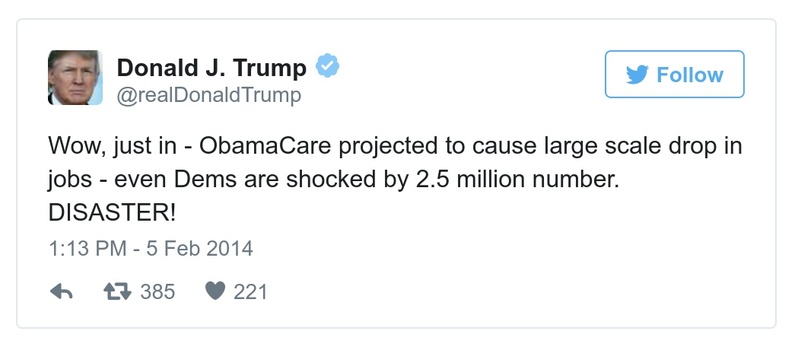 Donald J. Trump
@realDonaldTrump
Follow
Wow, just in - ObamaCare projected to cause large scale drop in
jobs - even Dems are shocked by 2.5 million number.
DISASTER!
1:13 PM - 5 Feb 2014
385 221